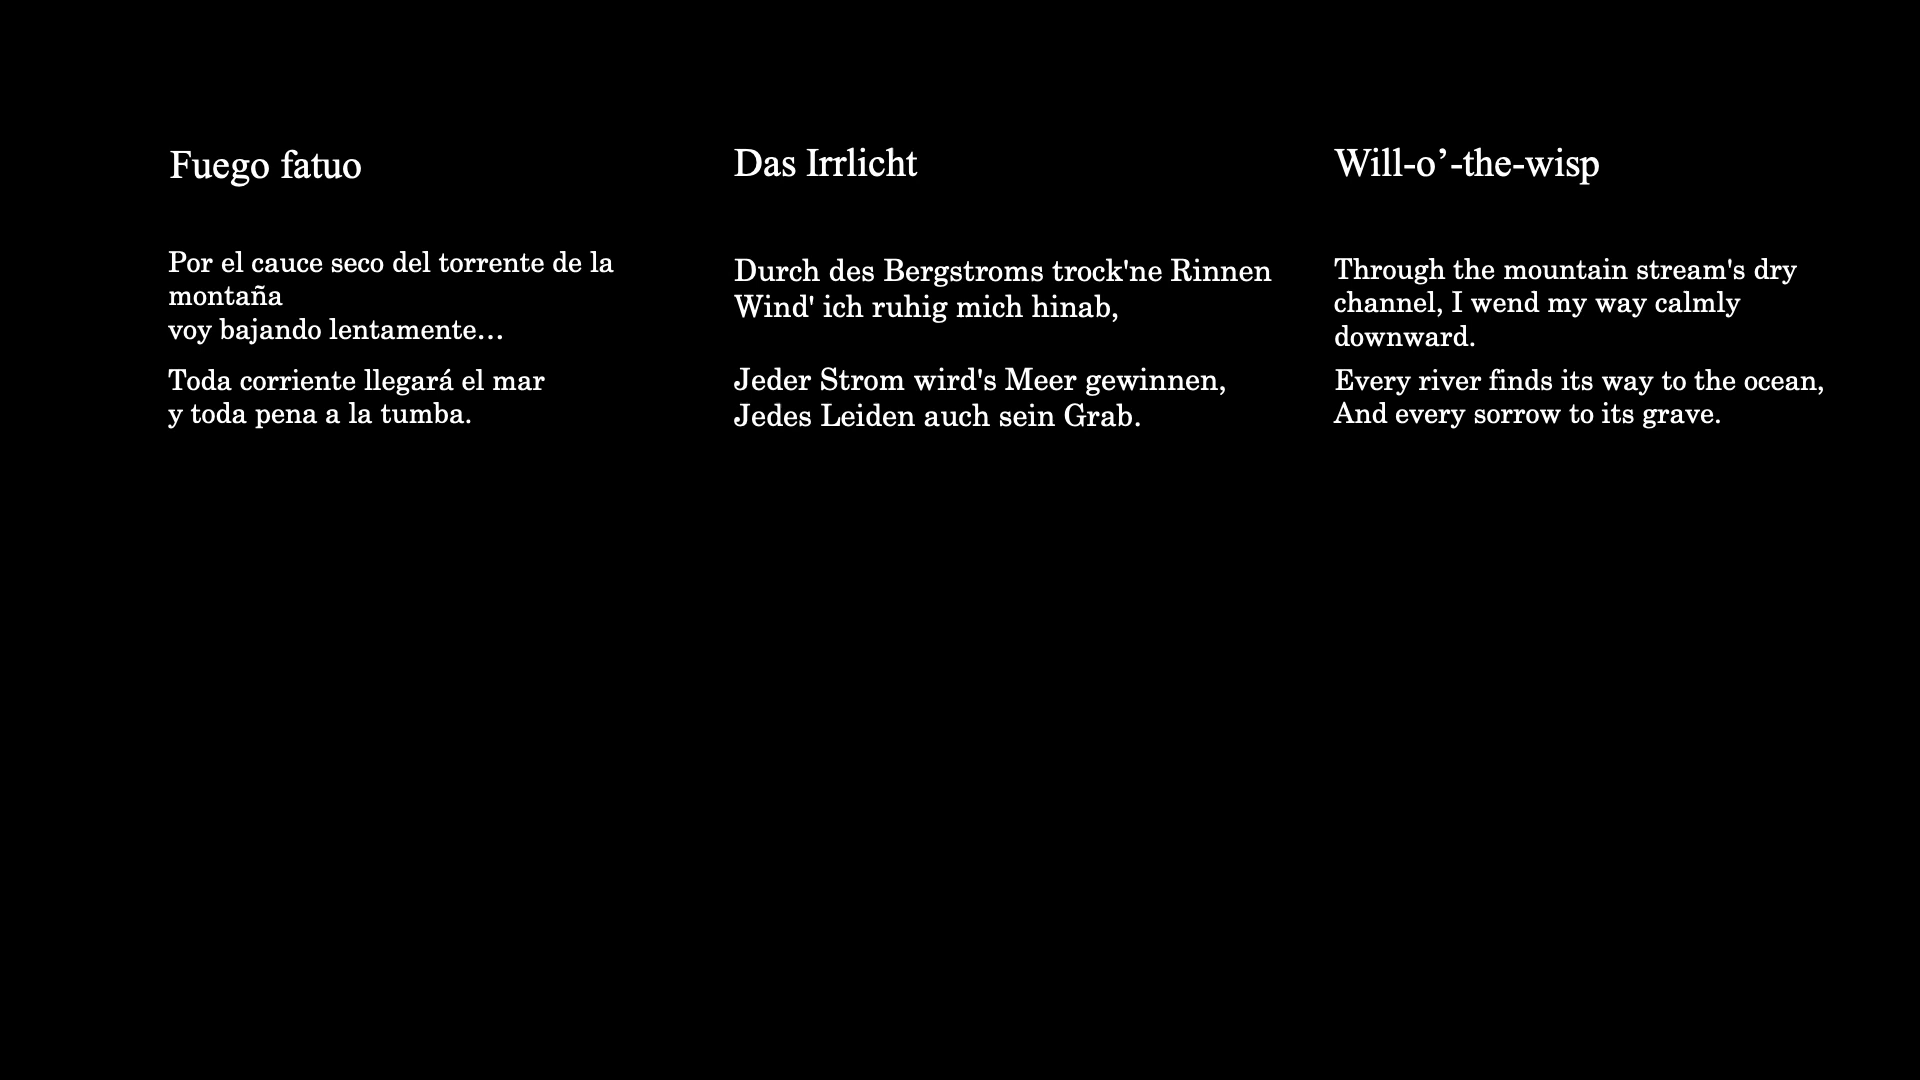 Fuego fatuo
Por el cauce seco del torrente de la
montaña
voy bajando lentamente…
Toda corriente llegará el mar
y toda pena a la tumba.
Das Irrlicht
Durch des Bergstroms trock'ne Rinnen
Wind' ich ruhig mich hinab,
Jeder Strom wird's Meer gewinnen,
Jedes Leiden auch sein Grab.
Will-o’-the-wisp
Through the mountain stream's dry
channel, I wend my way calmly
downward.
Every river finds its way to the ocean,
And every sorrow to its grave.